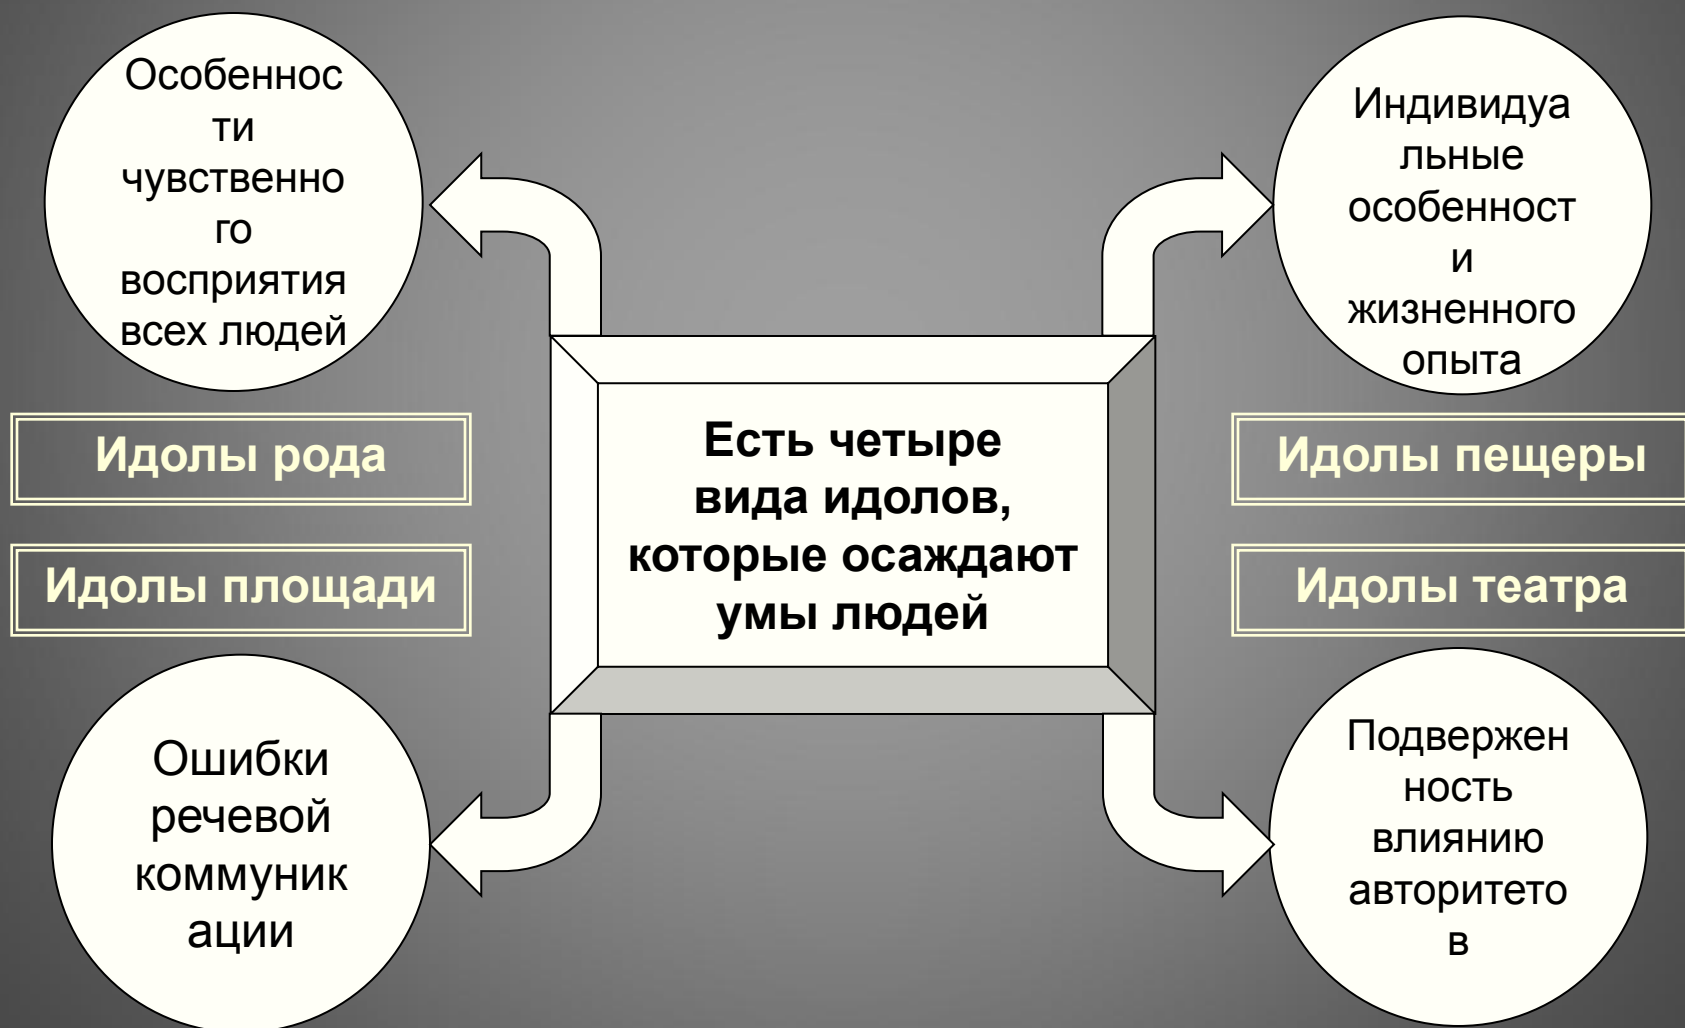 Особеннос
ти
чувственно
го
восприятия
всех людей
Индивидуа
льные
особенност
и
жизненного
опыта
Идолы рода
Идолы пещеры
Есть четыре
вида идолов,
которые осаждают
умы людей
Идолы площади
Идолы театра
Ошибки
речевой
коммуник
ации
Подвержен
ность
влиянию
авторитето
в